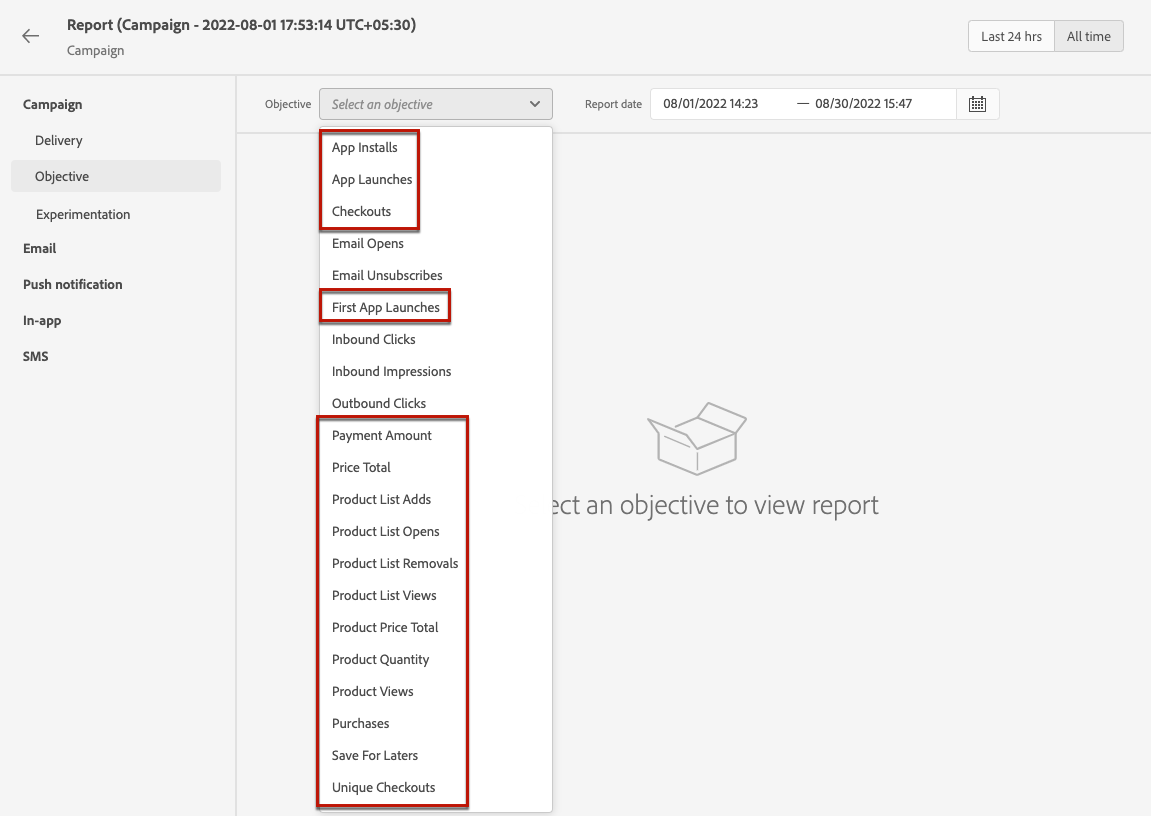 Report (Campaign - 2022-08-01 17:53:14 UTC+05:30)
Campaign
Last 24 hrs
All time
Campaign
Delivery
Objective
Experimentation
Email
Push notification
In-app
SMS
Objective
Select an objective
Report date
08/01/2022 14:23 — 08/30/2022 15:47
App Installs
App Launches
Checkouts
Email Opens
Email Unsubscribes
First App Launches
Inbound Clicks
Inbound Impressions
Outbound Clicks
Payment Amount
Price Total
Product List Adds
Product List Opens
Product List Removals
Product List Views
Product Price Total
Product Quantity
Product Views
Purchases
Save For Laters
Unique Checkouts
ect an objective to view report